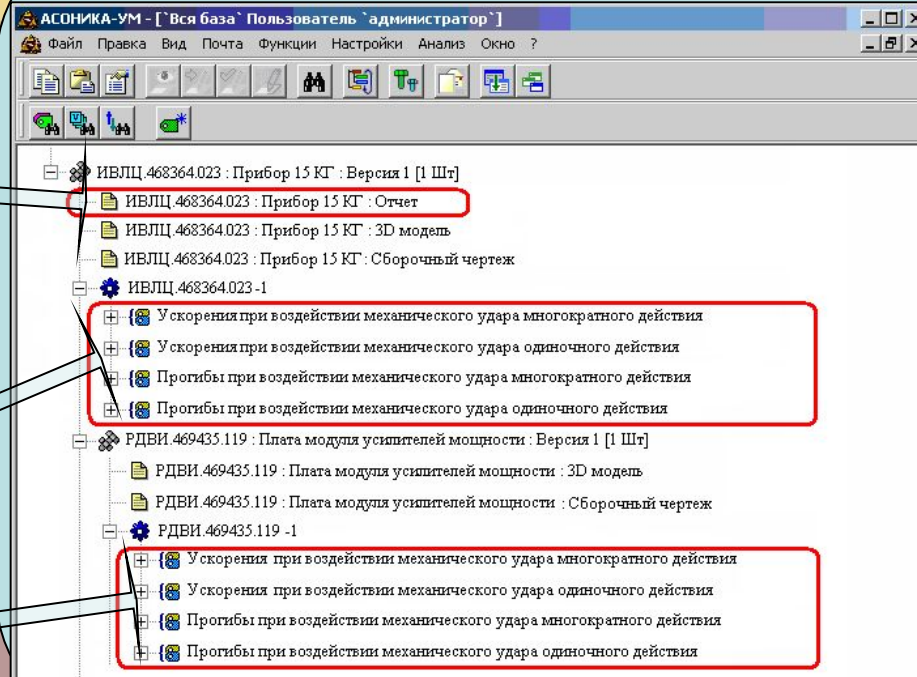 АСОНИКА-УМ - [`Вся база` Пользователь `администратор`]
Файл Правка Вид Почта Функции Настройки Анализ Окно ?
ИВЛЦ.468364.023 : Прибор 15 КГ : Версия 1 [1 Шт]
ИВЛЦ.468364.023 : Прибор 15 КГ : Отчет
ИВЛЦ.468364.023 : Прибор 15 КГ : 3D модель
ИВЛЦ.468364.023 : Прибор 15 КГ : Сборочный чертеж
ИВЛЦ.468364.023-1
Ускорения при воздействии механического удара многократного действия
Ускорения при воздействии механического удара одиночного действия
Прогибы при воздействии механического удара многократного действия
Прогибы при воздействии механического удара одиночного действия
РДВИ.469435.119 : Плата модуля усилителей мощности : Версия 1 [1 Шт]
РДВИ.469435.119 : Плата модуля усилителей мощности : 3D модель
РДВИ.469435.119 : Плата модуля усилителей мощности : Сборочный чертеж
РДВИ.469435.119 -1
Ускорения при воздействии механического удара многократного действия
Ускорения при воздействии механического удара одиночного действия
Прогибы при воздействии механического удара многократного действия
Прогибы при воздействии механического удара одиночного действия